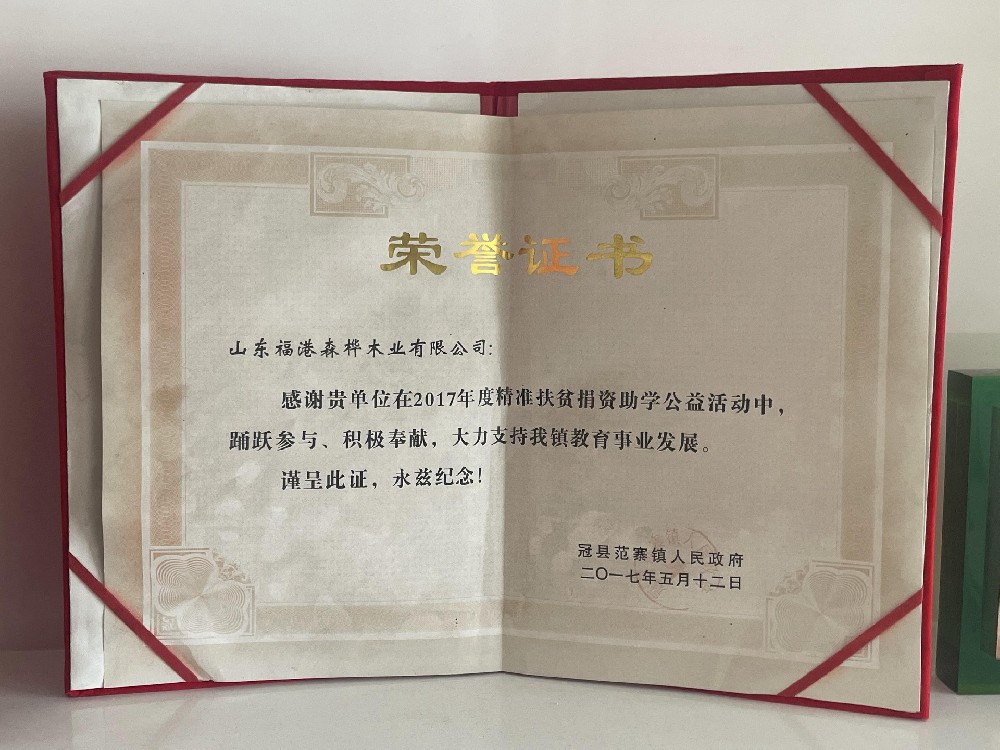 荣誉证书
山东福港森桦木业有限公司:
感谢贵单位在2017年度精准扶贫捐资助学公益活动中，
踊跃参与、积极奉献，大力支持我镇教育事业发展。
谨呈此证，永兹纪念！
冠县范寨镇人民政府
二〇一七年五月十二日